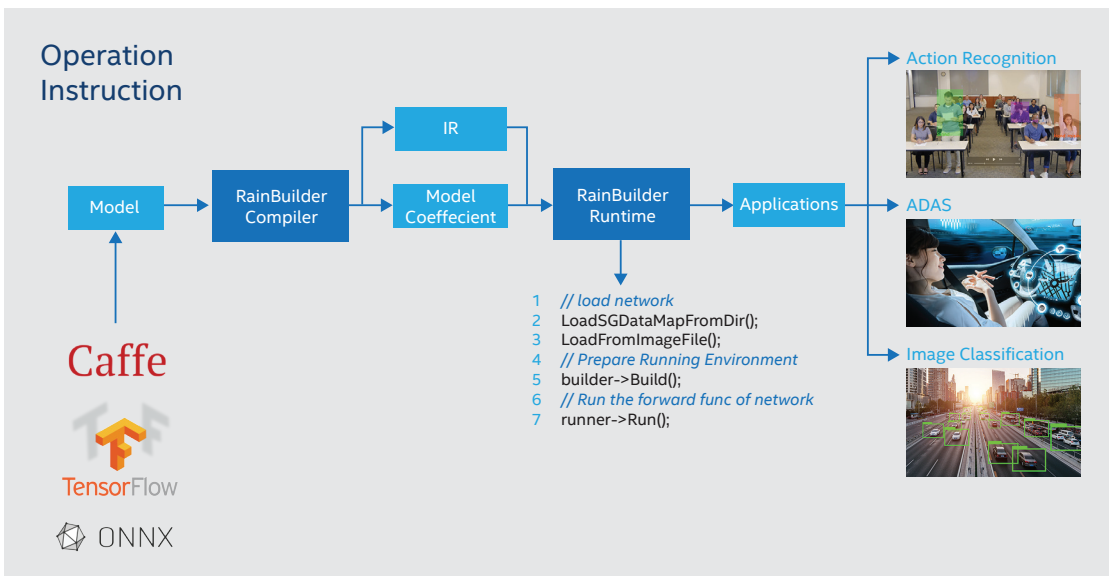 Operation
Instruction
Model
RainBuilder
Compiler
IR
Model
Coeffecient
RainBuilder
Runtime
Applications
Action Recognition
ADAS
Image Classification
1 // load network
2 LoadSGDataMapFromDir();
3 LoadFromImageFile();
4 // Prepare Running Environment
5 builder->Build();
6 // Run the forward func of network
7 runner->Run();
Caffe
TensorFlow
ONNX